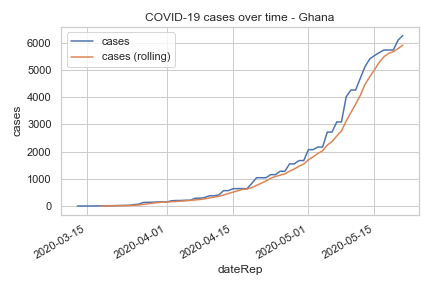 COVID-19 cases over time - Ghana
cases
cases (rolling)
6000
5000
4000
3000
2000
1000
0
cases
2020-03-15
2020-04-01
2020-04-15
2020-05-01
2020-05-15
dateRep